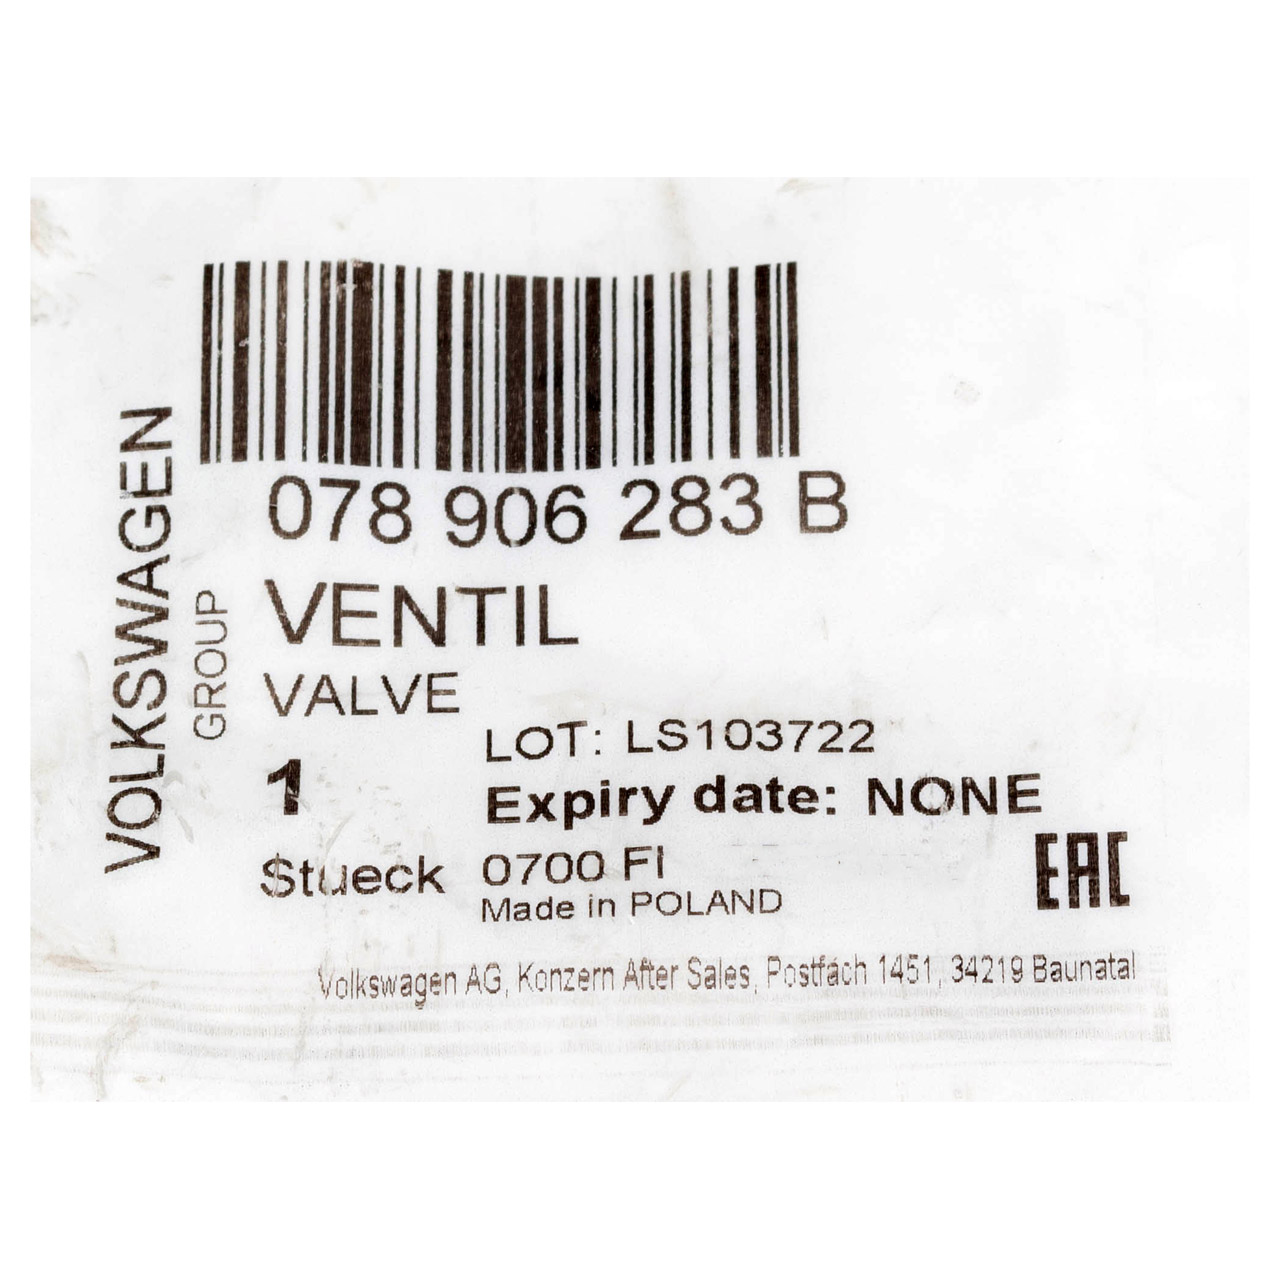 VOLKSWAGEN
GROUP
078 906 283 B
VENTIL
VALVE
LOT: LS103722
1
Expiry date: NONE
Stueck
0700 FI
Made in POLAND
EAC
Volkswagen AG, Konzern After Sales, Postfach 1451, 34219 Baunatal